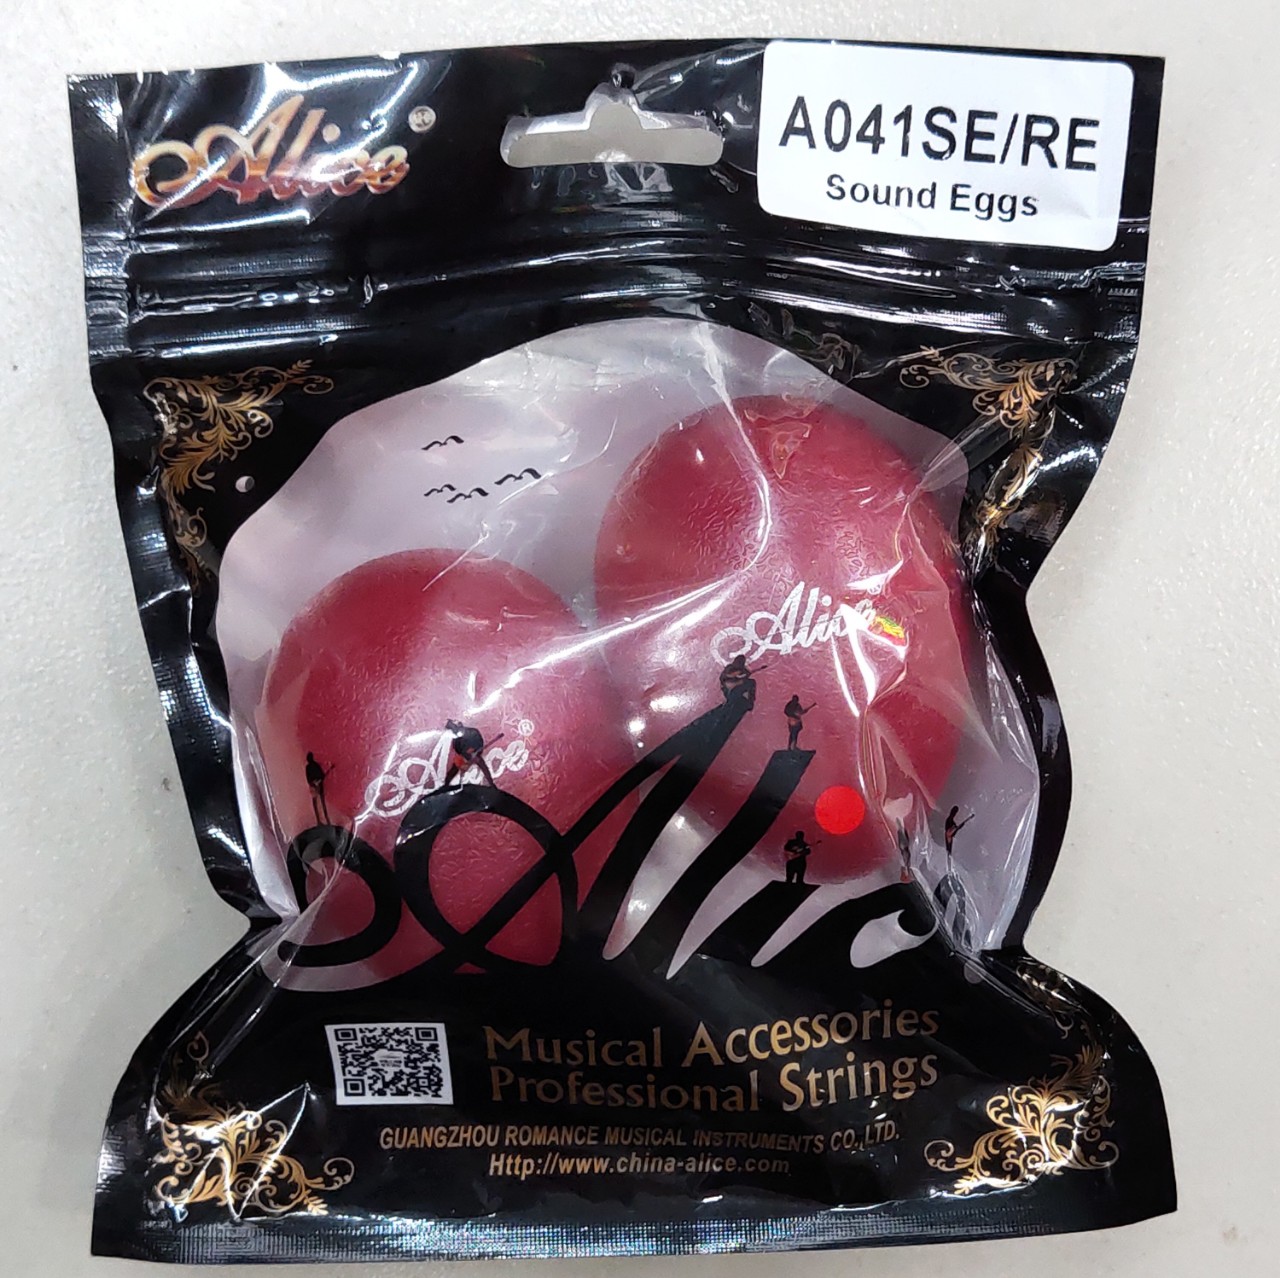 Alice®
A041SE/RE
Sound Eggs
Alice
Alice®
Alice
Musical Accessories
Professional Strings
GUANGZHOU ROMANCE MUSICAL INSTRUMENTS CO.,LTD.
Http://www.china-alice.com